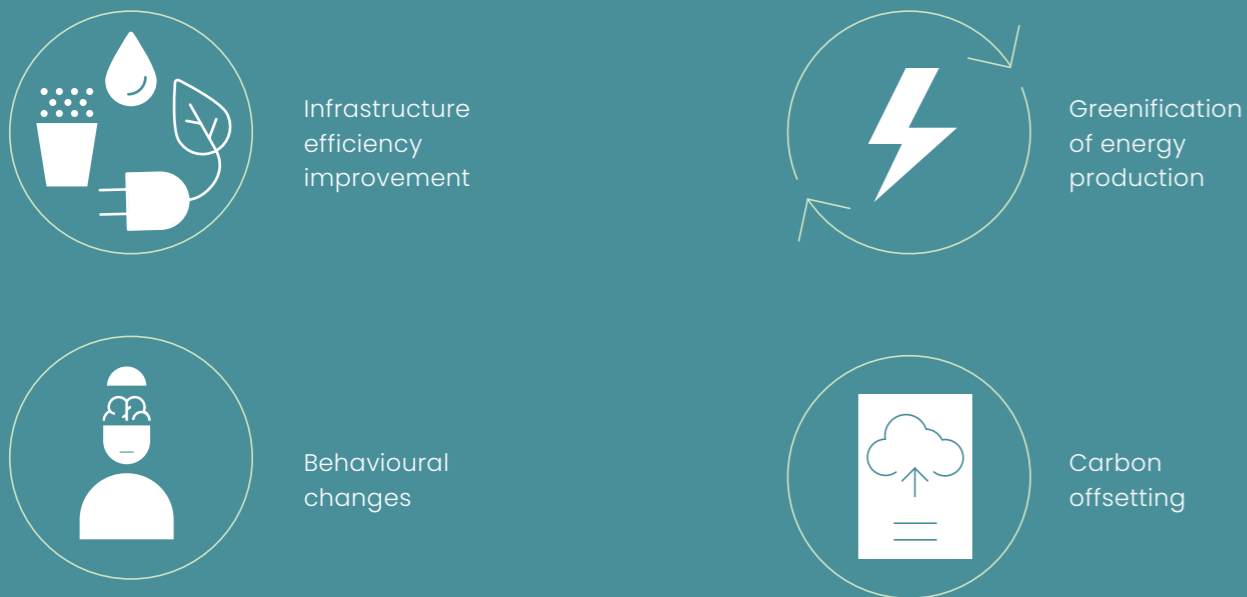 Infrastructure
efficiency
improvement
Greenification
of energy
production
Behavioural
changes
Carbon
offsetting